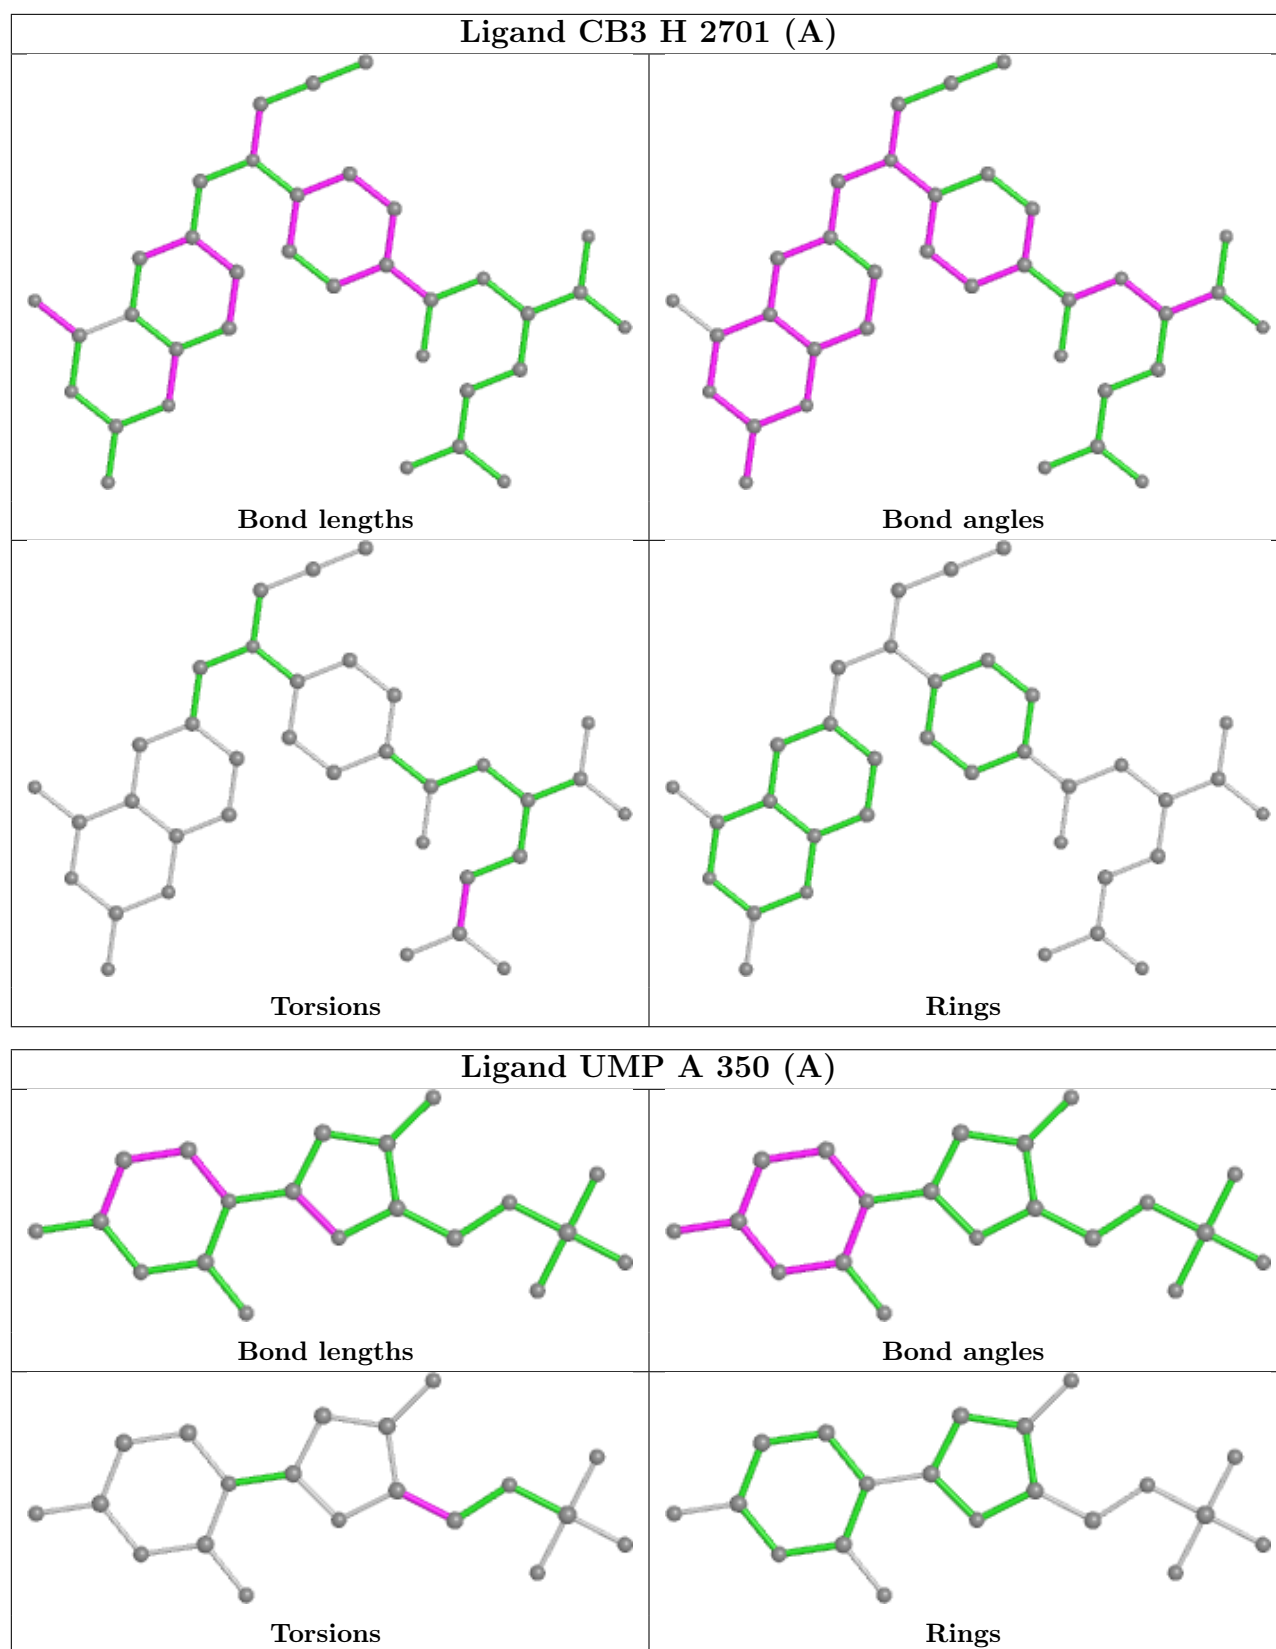 Ligand CB3 H 2701 (A)
Bond lengths
Bond angles
Torsions
Rings
Ligand UMP A 350 (A)
Bond lengths
Bond angles
Torsions
Rings